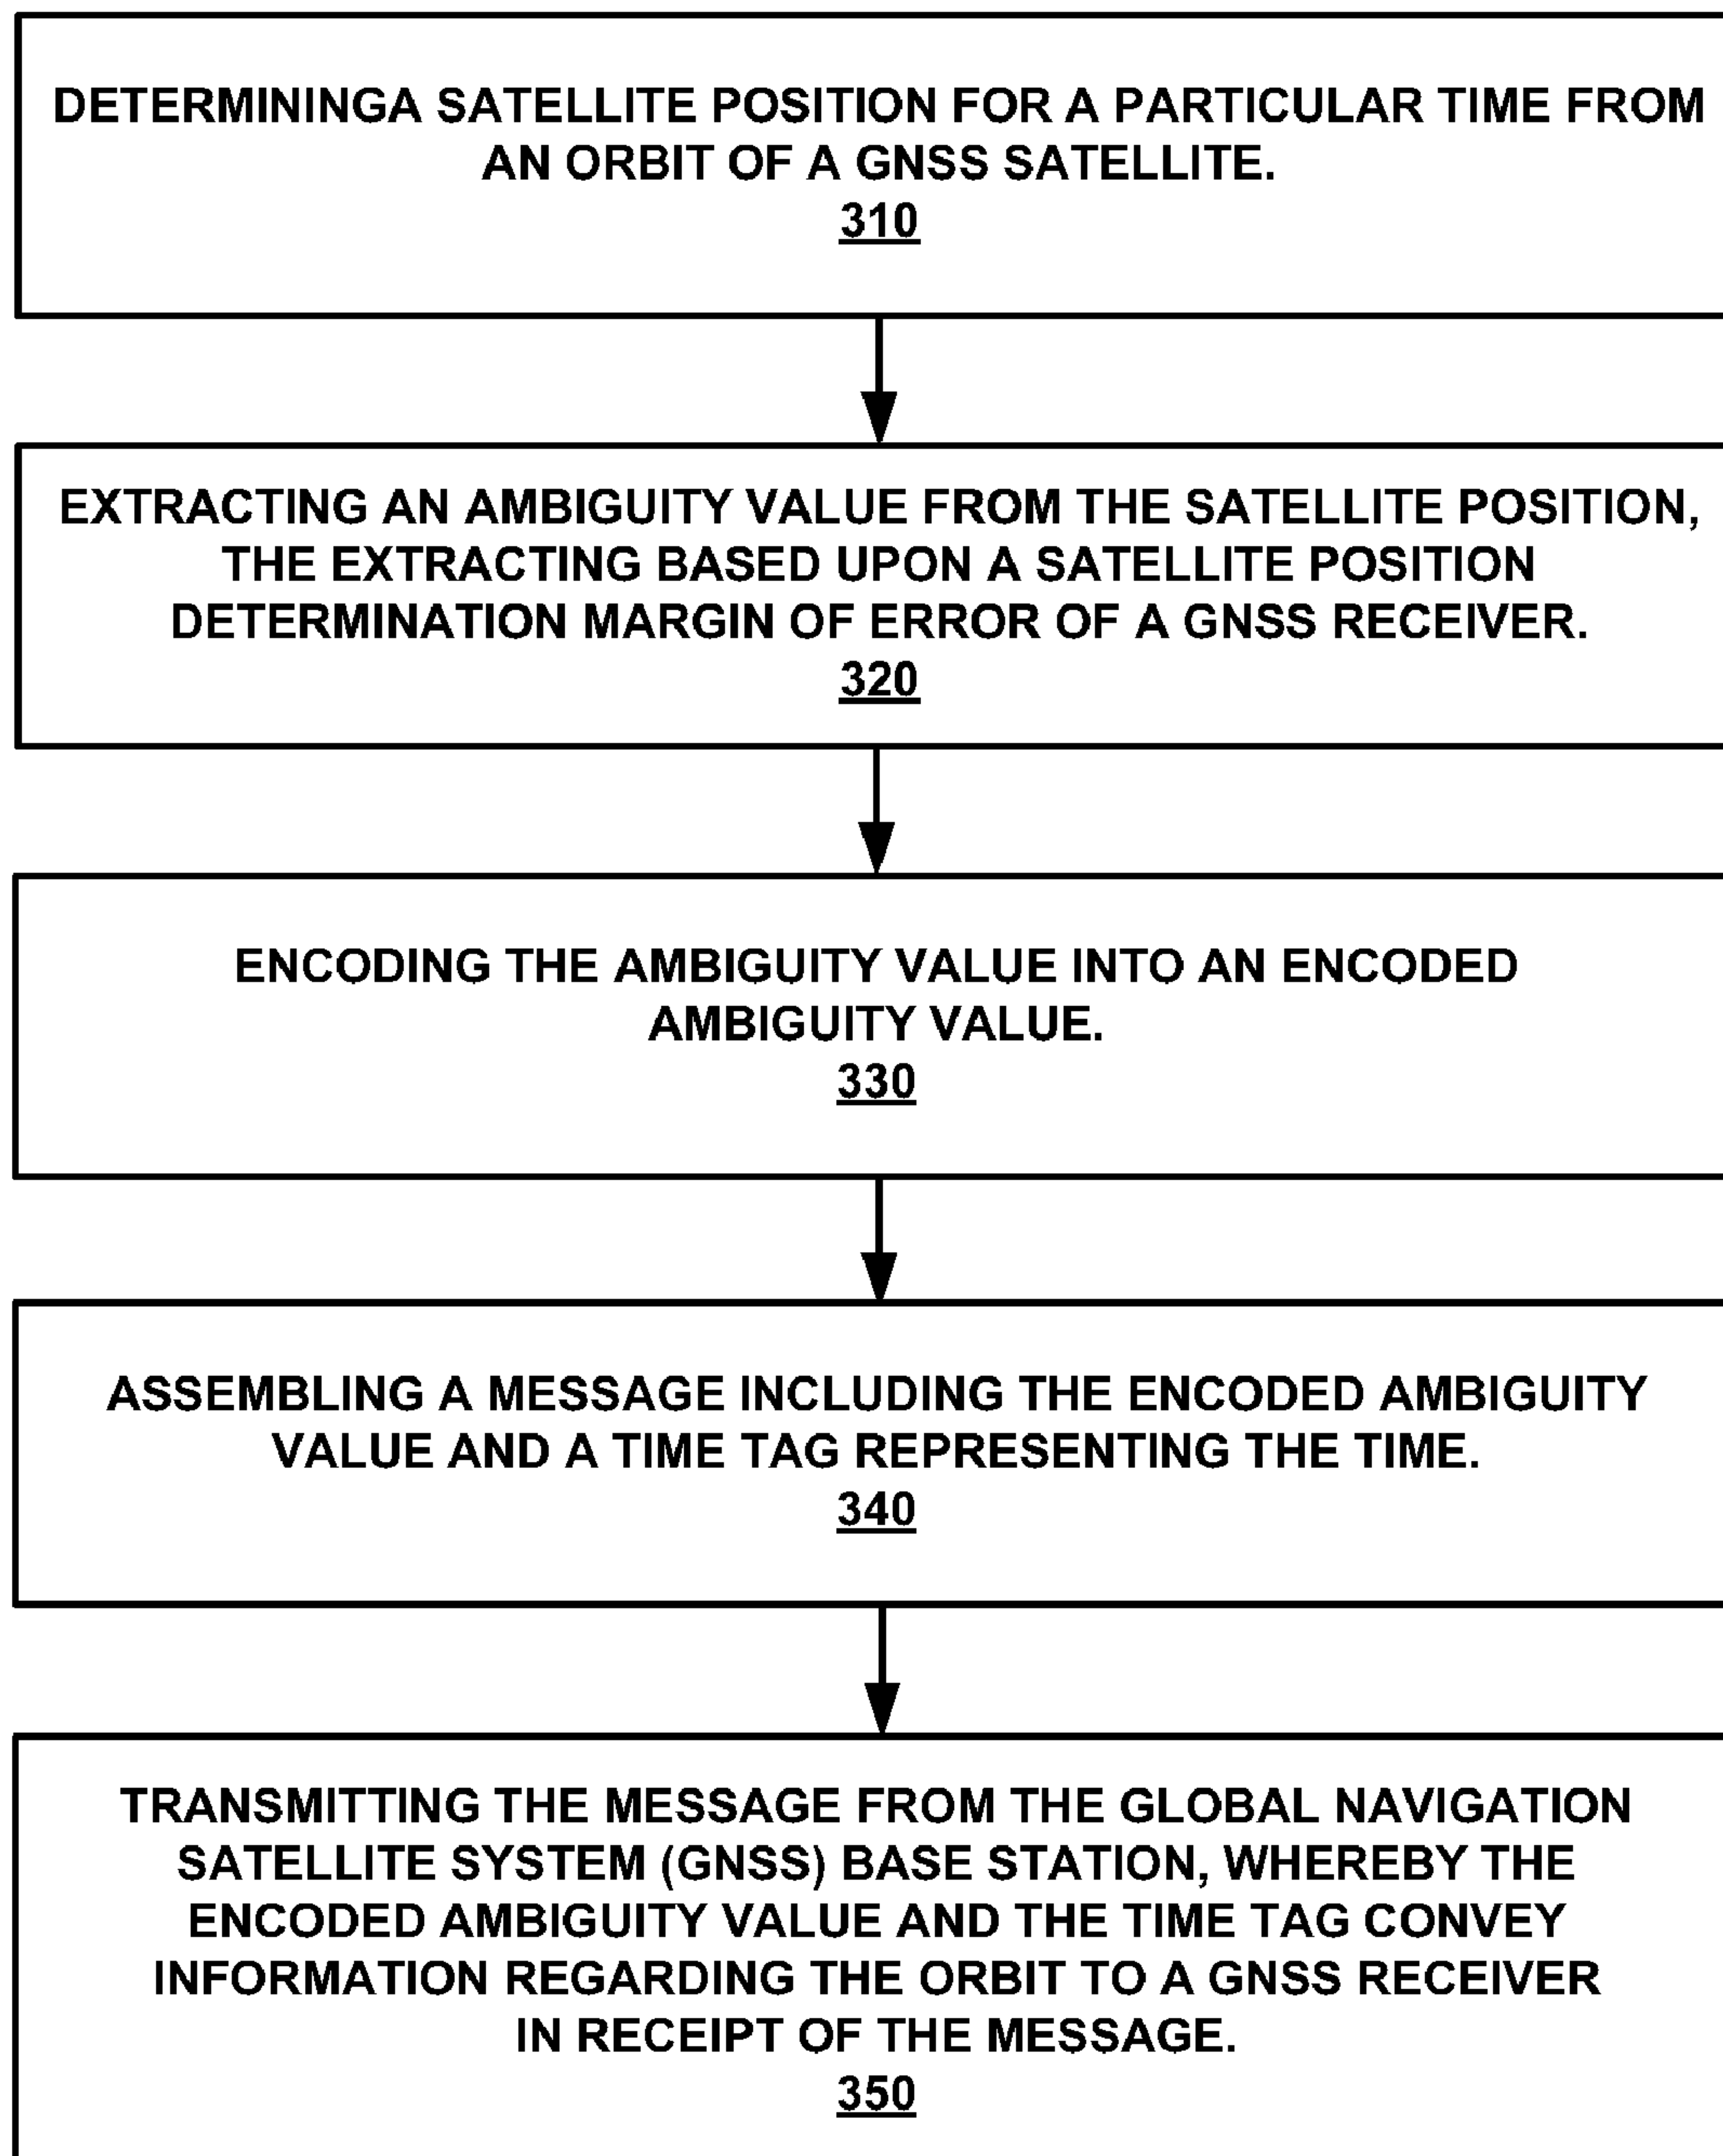 DETERMININGA SATELLITE POSITION FOR A PARTICULAR TIME FROM
AN ORBIT OF A GNSS SATELLITE.
310
EXTRACTING AN AMBIGUITY VALUE FROM THE SATELLITE POSITION,
THE EXTRACTING BASED UPON A SATELLITE POSITION
DETERMINATION MARGIN OF ERROR OF A GNSS RECEIVER.
320
ENCODING THE AMBIGUITY VALUE INTO AN ENCODED
AMBIGUITY VALUE.
330
ASSEMBLING A MESSAGE INCLUDING THE ENCODED AMBIGUITY
VALUE AND A TIME TAG REPRESENTING THE TIME.
340
TRANSMITTING THE MESSAGE FROM THE GLOBAL NAVIGATION
SATELLITE SYSTEM (GNSS) BASE STATION, WHEREBY THE
ENCODED AMBIGUITY VALUE AND THE TIME TAG CONVEY
INFORMATION REGARDING THE ORBIT TO A GNSS RECEIVER
IN RECEIPT OF THE MESSAGE.
350